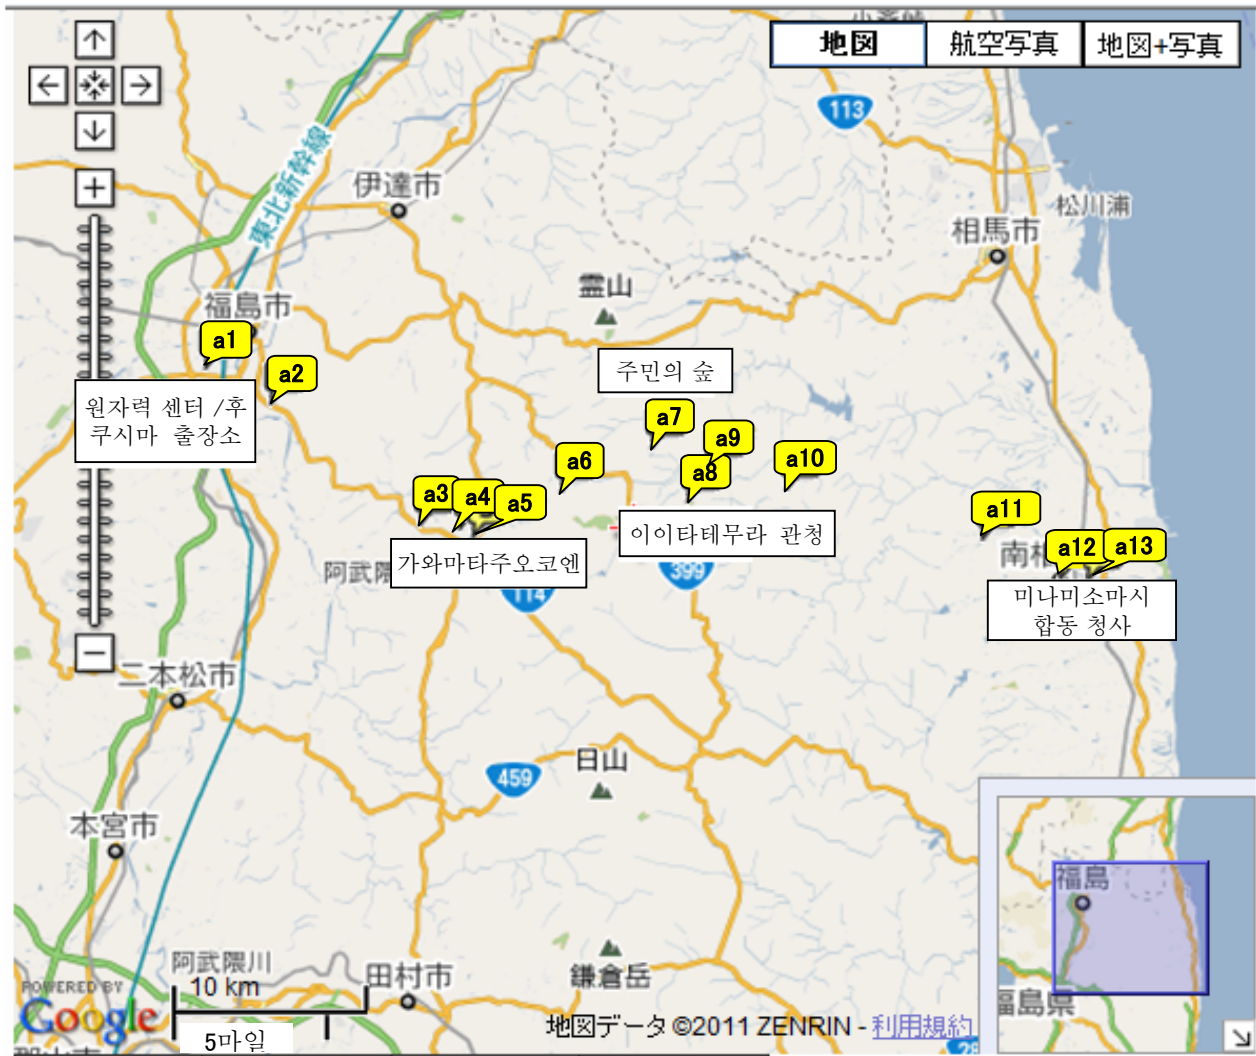 地図
航空写真
地図+写真
113
東北新幹線
伊達市
松川浦
相馬市
霊山
福島市
a1
a2
주민의 숲
원자력 센터 /후
쿠시마 출장소
a7
a9
a6
a8
a10
a3
a4
a5
a11
이이타테무라 관청
南相
a12
a13
가와마타주오코엔
阿武隈
399
114
미나미소마시
합동 청사
二本松市
日山
459
本宮市
福島
阿武隈川
田村市
鎌倉岳
福島県
POWERED BY
Google
10 km
5마일
地図データ ©2011 ZENRIN - 利用規約